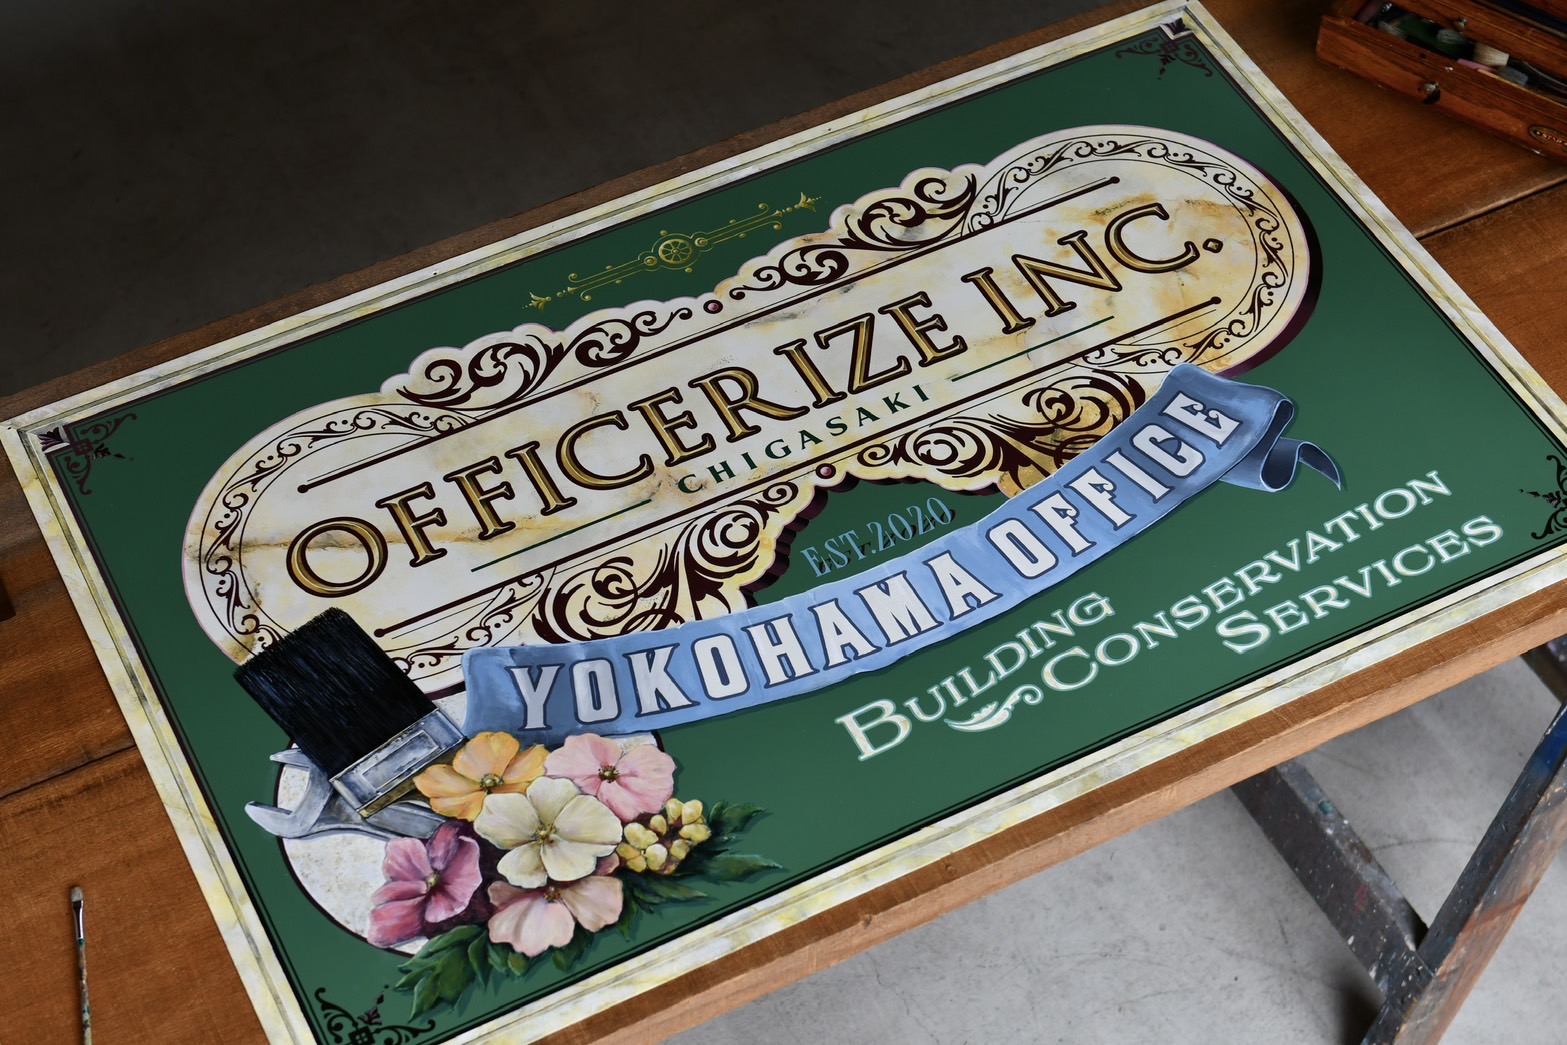 OFFICERIZE INC.
CHIGASAKI
EST.2020
YOKOHAMA OFFICE
BUILDING
CONSERVATION
SERVICES